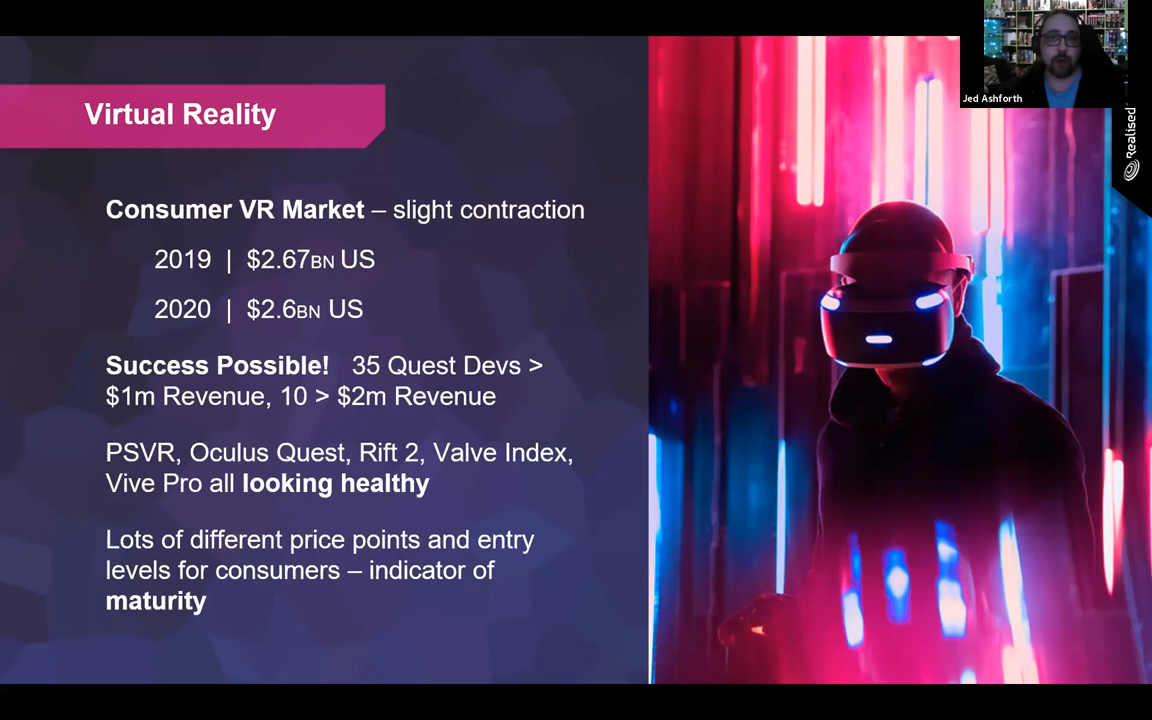 Virtual Reality
Consumer VR Market – slight contraction
2019 | $2.67BN US
2020 | $2.6BN US
Success Possible! 35 Quest Devs >
$1m Revenue, 10 > $2m Revenue
PSVR, Oculus Quest, Rift 2, Valve Index,
Vive Pro all looking healthy
Lots of different price points and entry
levels for consumers – indicator of
maturity
Jed Ashforth
Realised